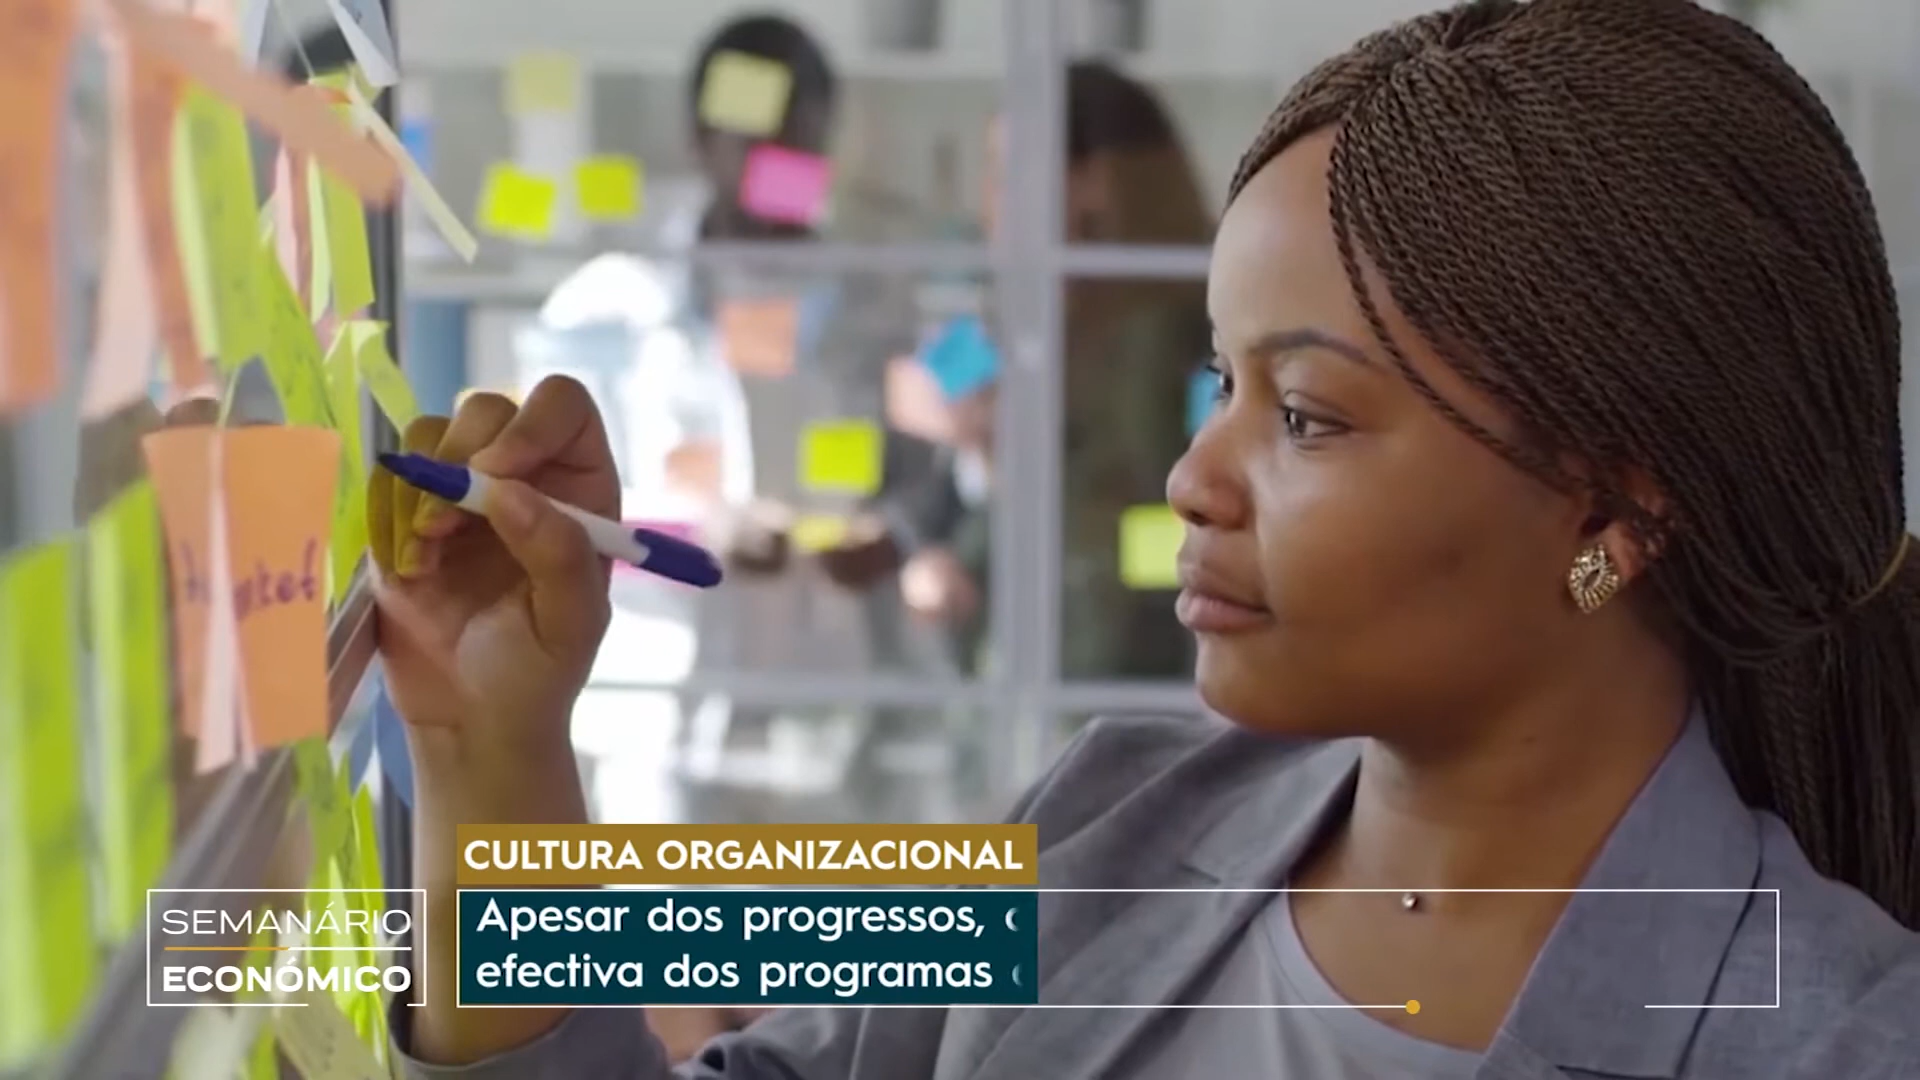 CULTURA ORGANIZACIONAL
SEMANÁRIO
ECONÓMICO
Apesar dos progressos,
efectiva dos programas